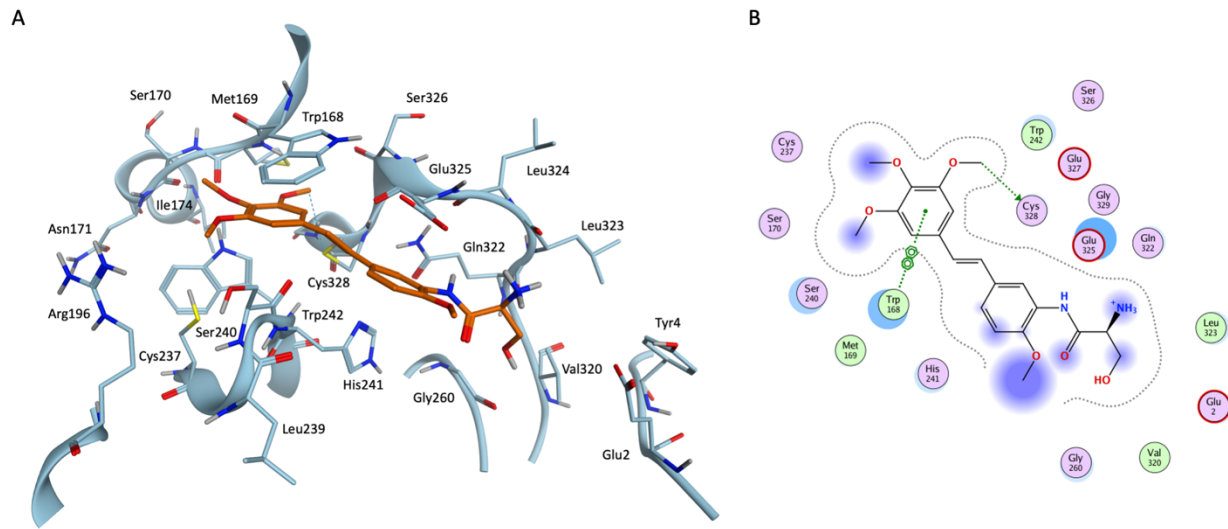 A
Ser170
Met169
Trp168
Ser326
Glu325
Leu324
Ile174
Asn171
Gln322
Leu323
Cys328
Arg196
Ser240
Trp242
Tyr4
Cys237
His241
Val320
Gly260
Leu239
Glu2
B
Ser
326
Trp
242
Cys
237
Glu
327
O
O
O
Cys
328
Gly
329
Ser
170
Glu
325
Gln
322
Ser
240
Trp
168
H
N
+NH3
Leu
323
Met
169
His
241
O
O
HO
Glu
2
Gly
260
Val
320